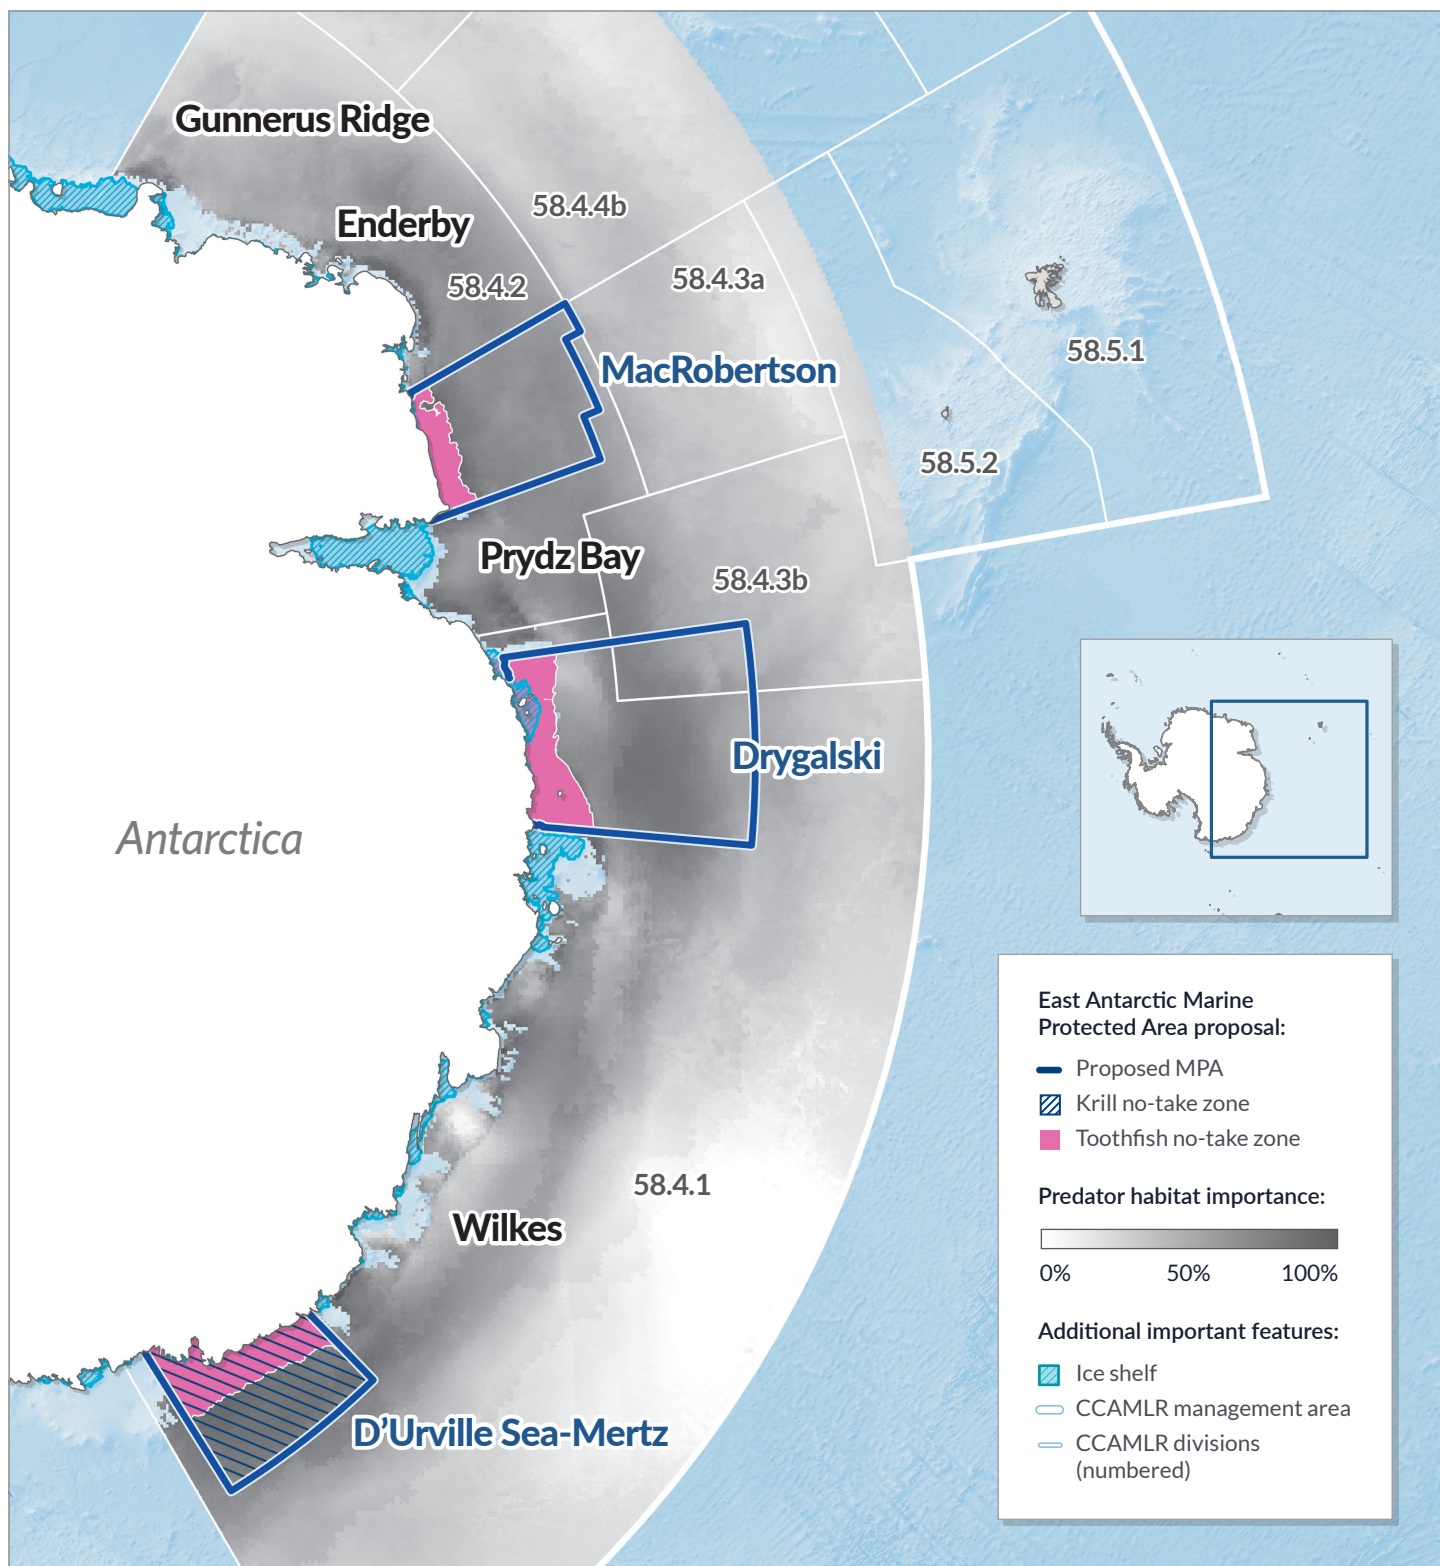 Gunnerus Ridge
58.4.4b
Enderby
58.4.3a
58.4.2
58.5.1
MacRobertson
58.5.2
Prydz Bay
58.4.3b
Drygalski
Antarctica
58.4.1
Wilkes
D'Urville Sea-Mertz
East Antarctic Marine
Protected Area proposal:
Proposed MPA
Krill no-take zone
Toothfish no-take zone
Predator habitat importance:
0% 50% 100%
Additional important features:
Ice shelf
CCAMLR management area
CCAMLR divisions
(numbered)